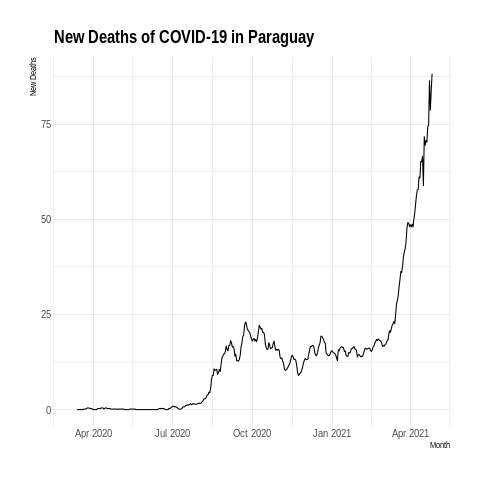 New Deaths of COVID-19 in Paraguay
New Deaths
75
50
25
0
Apr 2020 Jul 2020 Oct 2020 Jan 2021 Apr 2021
Month